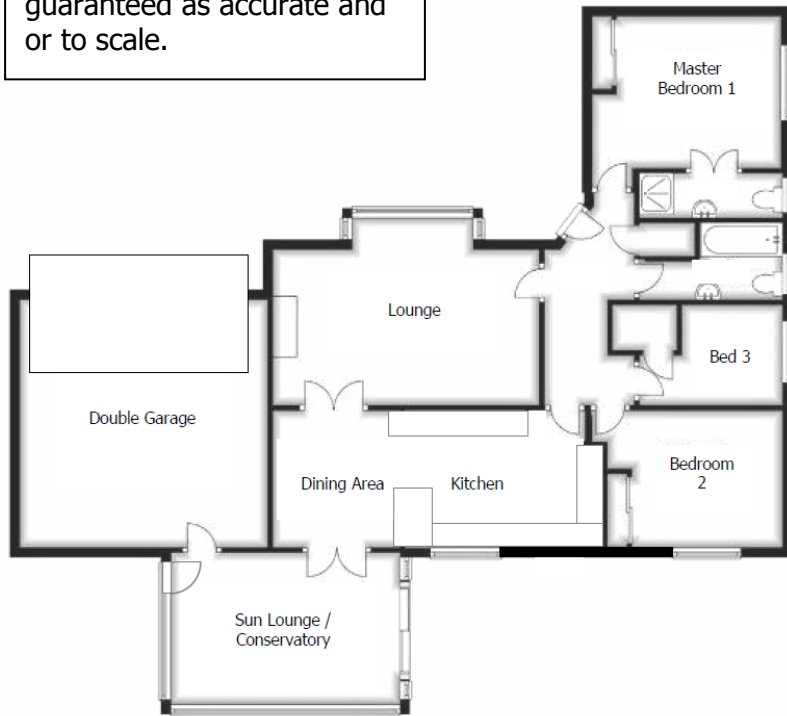 guaranteed as accurate and
or to scale.
Master
Bedroom 1
Lounge
Bed 3
Double Garage
Dining Area
Kitchen
Bedroom
2
Sun Lounge /
Conservatory